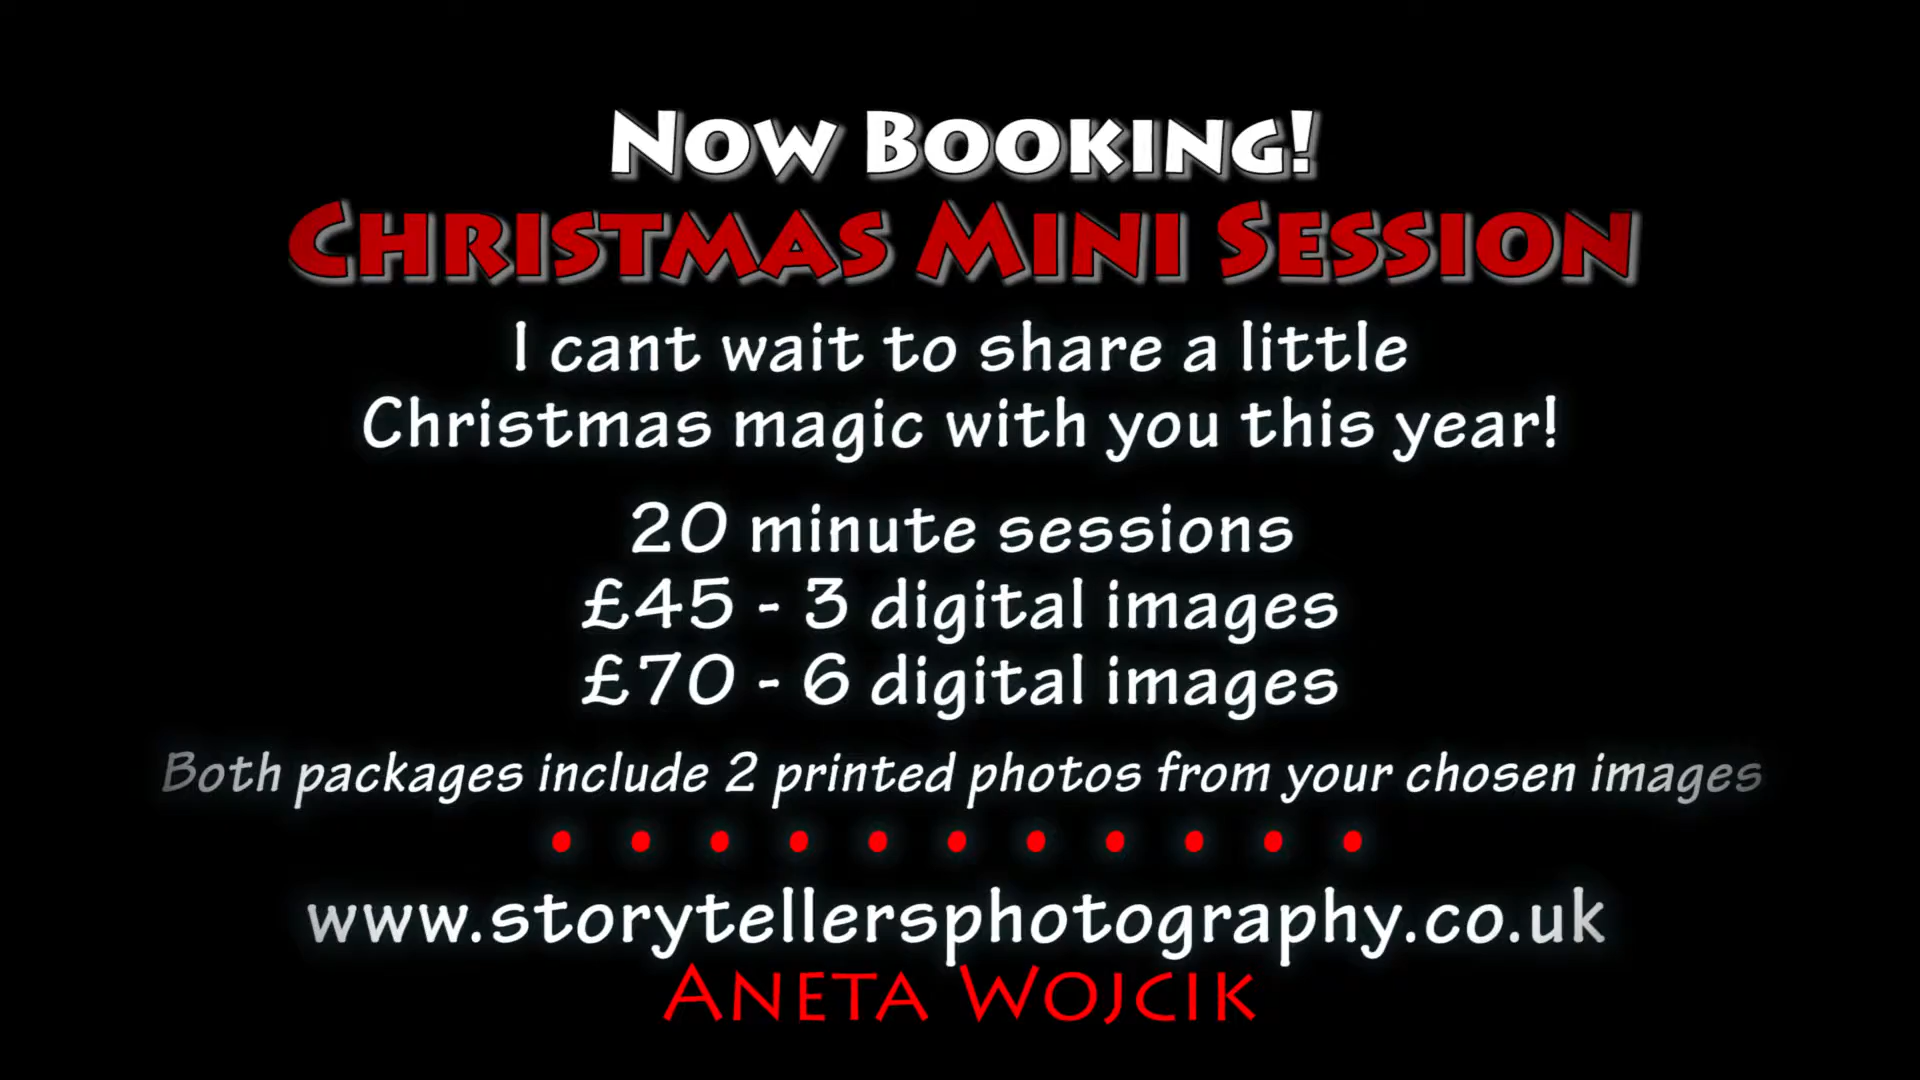 Now Booking!
Christmas Mini Session
I cant wait to share a little
Christmas magic with you this year!
20 minute sessions
£45 - 3 digital images
£70 - 6 digital images
Both packages include 2 printed photos from your chosen images
www.storytellersphotography.co.uk
Aneta Wojcik